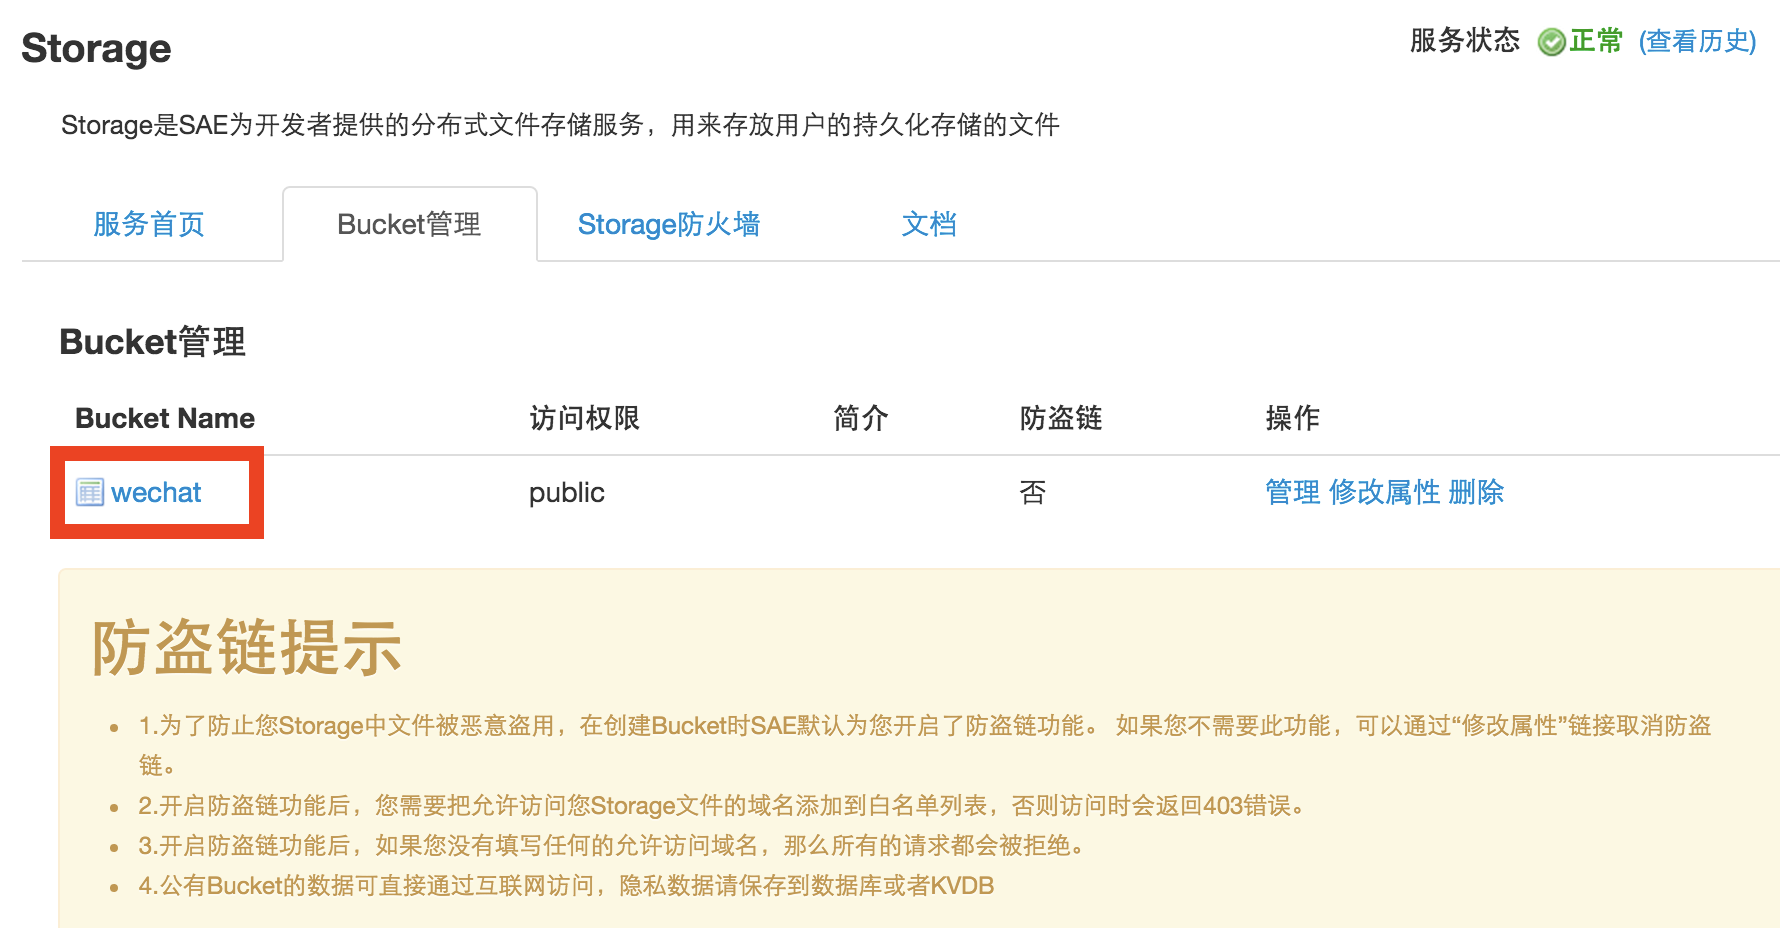 Storage
服务状态 正常 (查看历史)
Storage是SAE为开发者提供的分布式文件存储服务，用来存放用户的持久化存储的文件
服务首页 Bucket管理 Storage防火墙 文档
Bucket管理
Bucket Name 访问权限 简介 防盗链 操作
wechat public 否 管理 修改属性 删除
防盗链提示
1.为了防止您Storage中文件被恶意盗用，在创建Bucket时SAE默认为您开启了防盗链功能。 如果您不需要此功能，可以通过“修改属性”链接取消防盗
链。
2.开启防盗链功能后，您需要把允许访问您Storage文件的域名添加到白名单列表，否则访问时会返回403错误。
3.开启防盗链功能后，如果您没有填写任何的允许访问域名，那么所有的请求都会被拒绝。
4.公有Bucket的数据可直接通过互联网访问，隐私数据请保存到数据库或者KVDB